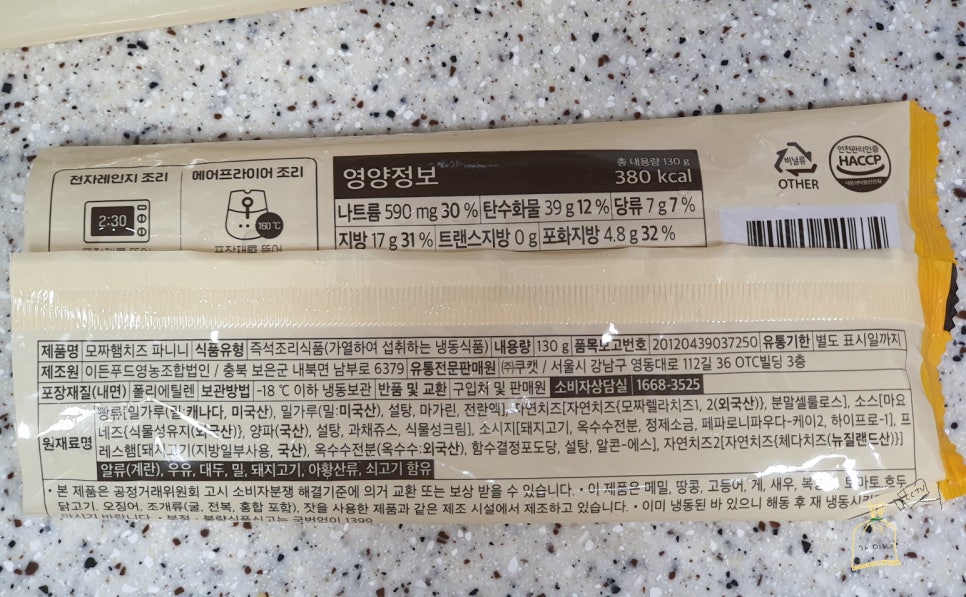 전자레인지 조리
2:30
에어프라이어 조리
160℃
영양정보
총 내용량 130 g
380 kcal
나트륨 590 mg 30 % 탄수화물 39 g 12 % 당류 7 g 7 %
지방 17 g 31 % 트랜스지방 0 g 포화지방 4.8 g 32 %
비닐류
OTHER
안전관리인증
HACCP
제품명 모짜햄치즈 파니니 식품유형 즉석조리식품(가열하여 섭취하는 냉동식품) 내용량 130 g 품목보고번호 20120439037250 유통기한 별도 표시일까지
제조원 이든푸드영농조합법인 / 충북 보은군 내북면 남부로 6379 유통전문판매원 ㈜쿠캣 / 서울시 강남구 영동대로 112길 36 OTC빌딩 3층
포장재질(내면) 폴리에틸렌 보관방법 -18 ℃ 이하 냉동보관 반품 및 교환 구입처 및 판매원 소비자상담실 1668-3525
원재료명
빵류[밀가루(밀:캐나다, 미국산), 밀가루(밀:미국산), 설탕, 마가린, 전란액], 자연치즈[자연치즈{모짜렐라치즈1, 2(외국산)}, 분말셀룰로스], 소스[마요
네즈{식물성유지(외국산)}, 양파(국산), 설탕, 과채쥬스, 식물성크림], 소시지[돼지고기, 옥수수전분, 정제소금, 페파로니파우다-케이2, 하이프로-1], 프
레스햄[돼지고기(지방일부사용, 국산), 옥수수전분(옥수수:외국산), 함수결정포도당, 설탕, 알콘-에스], 자연치즈2[자연치즈{체다치즈(뉴질랜드산)}]
알류(계란), 우유, 대두, 밀, 돼지고기, 아황산류, 쇠고기 함유
• 본 제품은 공정거래위원회 고시 소비자분쟁 해결기준에 의거 교환 또는 보상 받을 수 있습니다. • 이 제품은 메밀, 땅콩, 고등어, 게, 새우, 토마토, 호두
닭고기, 오징어, 조개류(굴, 전복, 홍합 포함), 잣을 사용한 제품과 같은 제조 시설에서 제조하고 있습니다. • 이미 냉동된 바 있으니 해동 후 재 냉동
부정・불량식품신고는 국번없이 1399